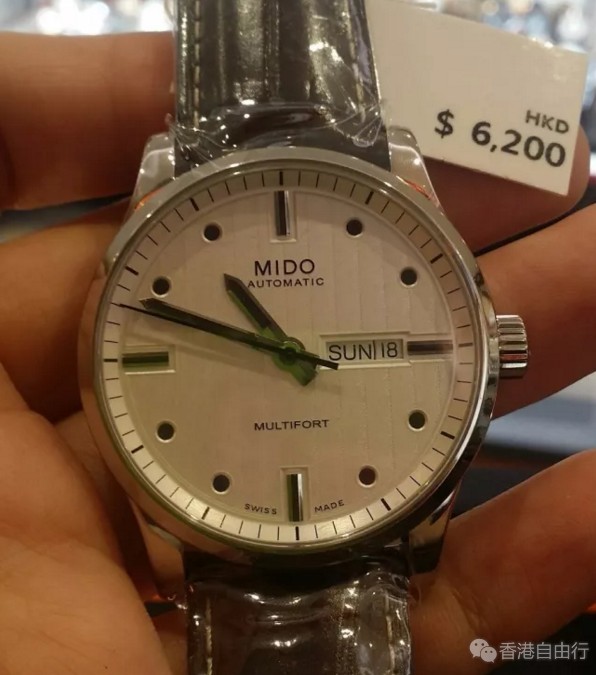 HKD
$ 6,200
MIDO
AUTOMATIC
SUN 18
MULTIFORT
SWISS MADE
香港自由行